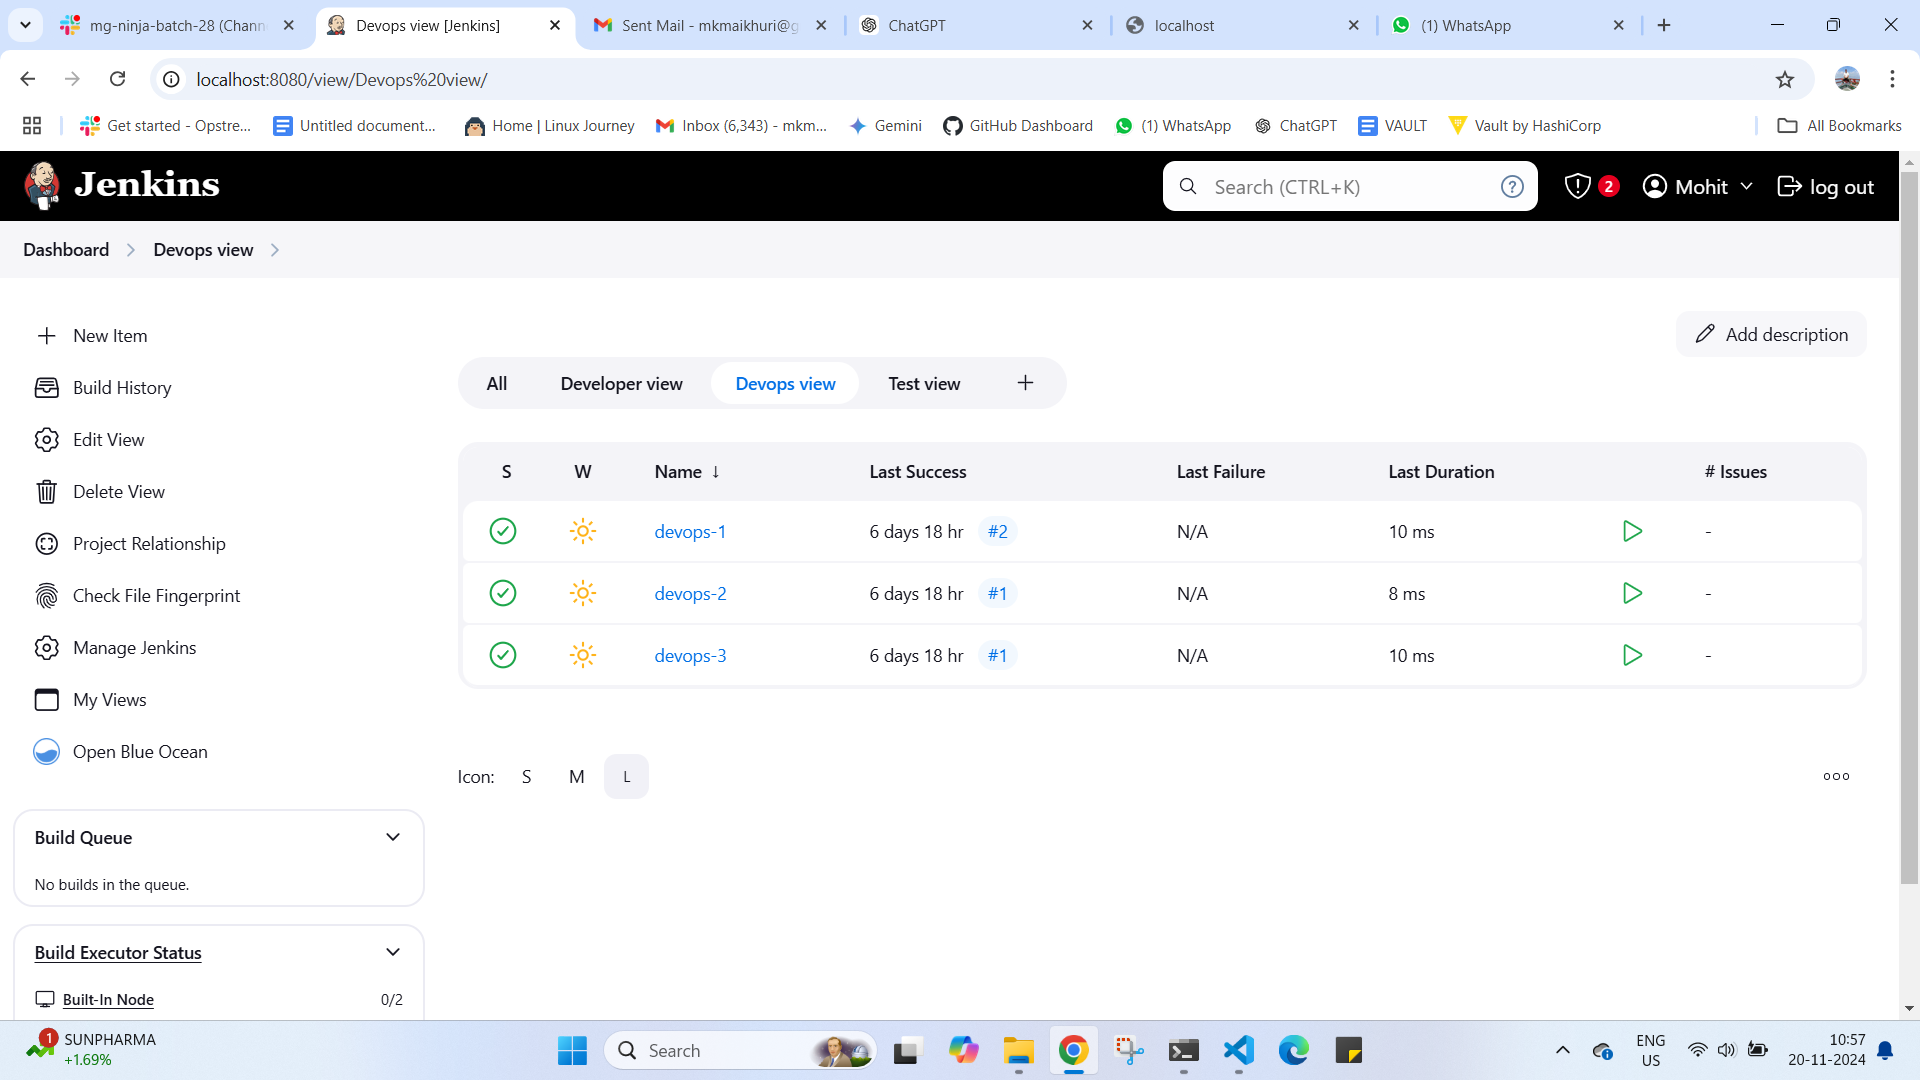 mg-ninja-batch-28 (Chann
Devops view [Jenkins]
Sent Mail - mkmaikhuri@g
ChatGPT
localhost
(1) WhatsApp
localhost:8080/view/Devops%20view/
Get started - Opstre...
Untitled document...
Home | Linux Journey
Inbox (6,343) - mkm...
Gemini
GitHub Dashboard
(1) WhatsApp
ChatGPT
VAULT
Vault by HashiCorp
All Bookmarks
Jenkins
Search (CTRL+K)
?
2
Mohit
log out
Dashboard
Devops view
New Item
Build History
Edit View
Delete View
Project Relationship
Check File Fingerprint
Manage Jenkins
My Views
Open Blue Ocean
Build Queue
No builds in the queue.
Build Executor Status
Built-In Node 0/2
Add description
All Developer view Devops view Test view +
S W Name ↓ Last Success Last Failure Last Duration # Issues
devops-1 6 days 18 hr #2 N/A 10 ms -
devops-2 6 days 18 hr #1 N/A 8 ms -
devops-3 6 days 18 hr #1 N/A 10 ms -
Icon: S M L
1
SUNPHARMA
+1.69%
Search
ENG
US
10:57
20-11-2024